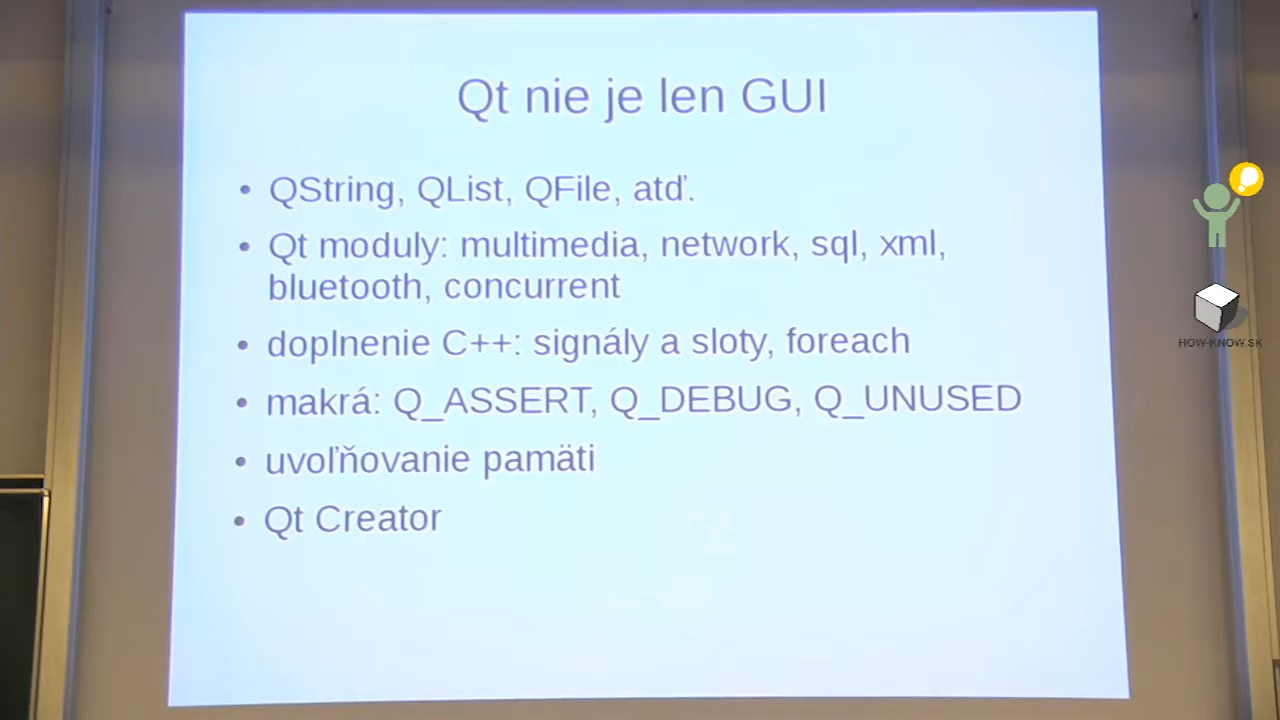 Qt nie je len GUI
• QString, QList, QFile, atď.
• Qt moduly: multimedia, network, sql, xml,
bluetooth, concurrent
• doplnenie C++: signály a sloty, foreach
• makrá: Q_ASSERT, Q_DEBUG, Q_UNUSED
• uvoľňovanie pamäti
• Qt Creator
HOW-KNOW.SK